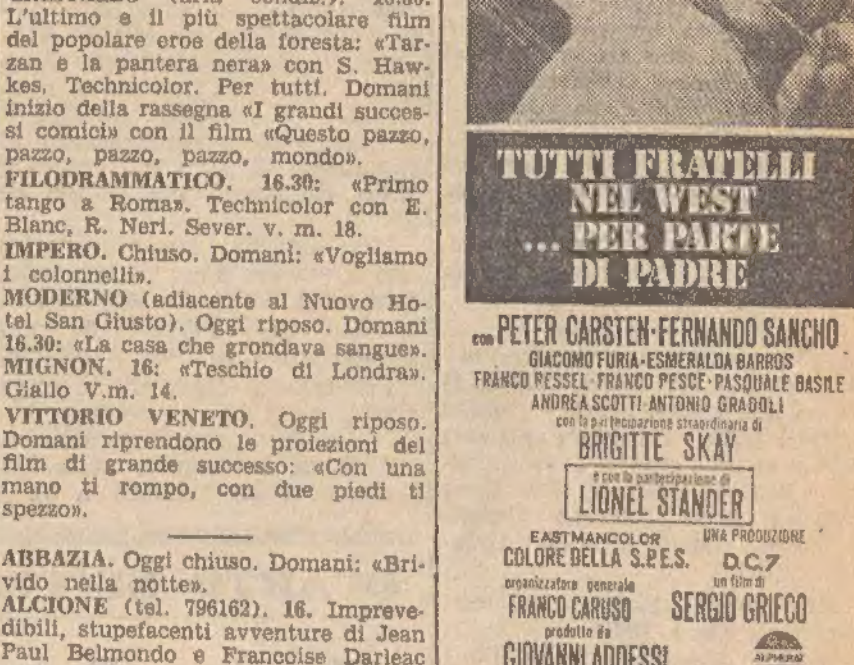 L'ultimo e il più spettacolare film
del popolare eroe della foresta: «Tar-
zan e la pantera nera» con S. Haw-
kes, Technicolor. Per tutti. Domani
inizio della rassegna «I grandi succes-
si comici» con il film «Questo pazzo,
pazzo, pazzo, pazzo, mondo».
FILODRAMMATICO. 16.30: «Primo
tango a Roma». Technicolor con E.
Blanc, R. Neri. Sever. v. m. 18.
IMPERO. Chiuso. Domani: «Vogliamo
i colonnelli».
MODERNO (adiacente al Nuovo Ho-
tel San Giusto). Oggi riposo. Domani
16.30: «La casa che grondava sangue».
MIGNON. 16: «Teschio di Londra».
Giallo V.m. 14.
VITTORIO VENETO. Oggi riposo.
Domani riprendono le proiezioni del
film di grande successo: «Con una
mano ti rompo, con due piedi ti
spezzo».
ABBAZIA. Oggi chiuso. Domani: «Bri-
vido nella notte».
ALCIONE (tel. 796162). 16. Impreve-
dibili, stupefacenti avventure di Jean
Paul Belmondo e Francoise Darleac
TUTTI FRATELLI
NEL WEST
... PER PARTE
DI PADRE
con PETER CARSTEN·FERNANDO SANCHO
GIACOMO FURIA·ESMERALDA BARROS
FRANCO RESSEL·FRANCO PESCE·PASQUALE BASILE
ANDREA SCOTTI·ANTONIO GRADOLI
con la partecipazione straordinaria di
BRIGITTE SKAY
e con la partecipazione di
LIONEL STANDER
EASTMANCOLOR
COLORE DELLA S.P.E.S.
UNA PRODUZIONE
D.C.7
organizzatore generale
FRANCO CARUSO
un film di
SERGIO GRIECO
prodotto da
GIOVANNI ADDESSI